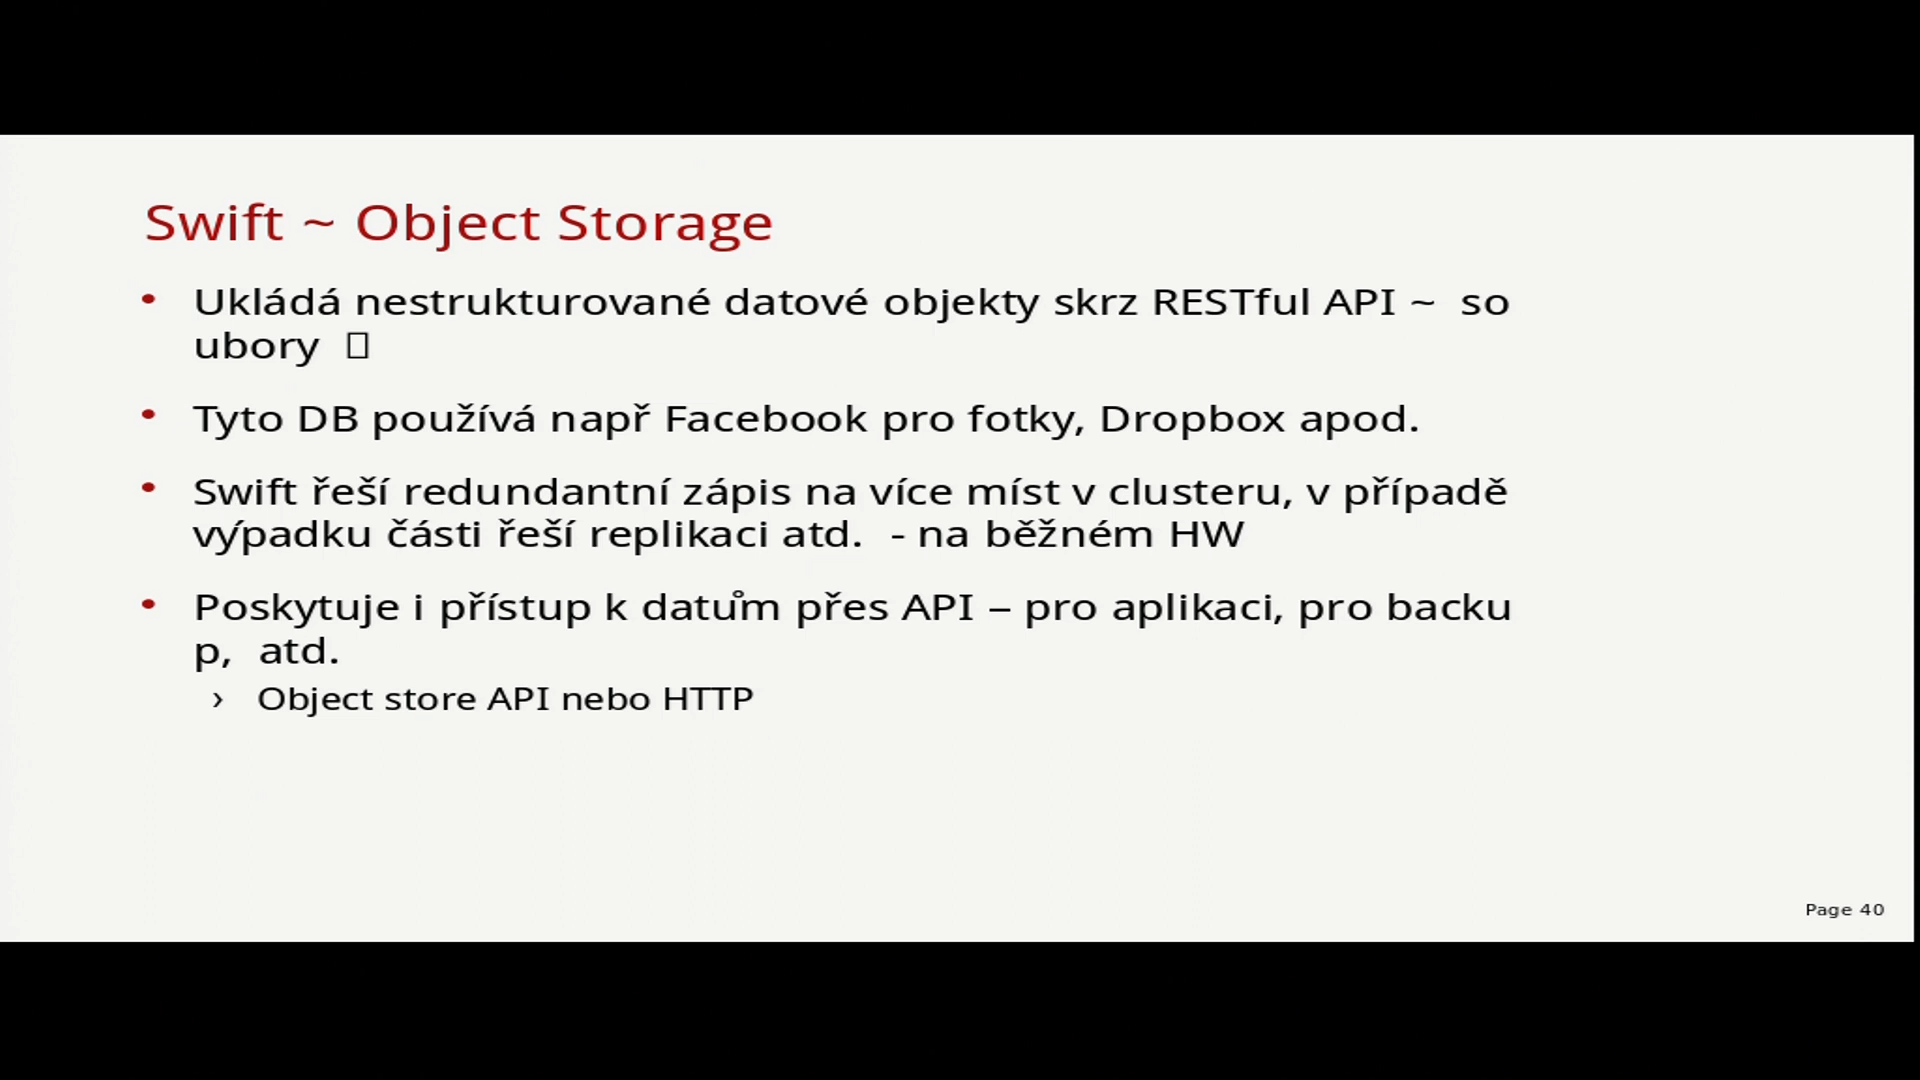 Swift ~ Object Storage
• Ukládá nestrukturované datové objekty skrz RESTful API ~  so
ubory  □
• Tyto DB používá např Facebook pro fotky, Dropbox apod.
• Swift řeší redundantní zápis na více míst v clusteru, v případě
výpadku části řeší replikaci atd.  - na běžném HW
• Poskytuje i přístup k datům přes API – pro aplikaci, pro backu
p,  atd.
› Object store API nebo HTTP
Page 40